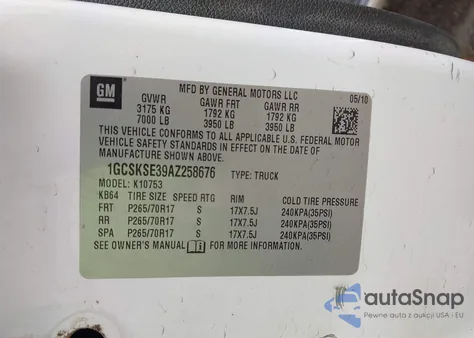 GM
MFD BY GENERAL MOTORS LLC
05/10
GVWR GAWR FRT GAWR RR
3175 KG 1792 KG 1792 KG
7000 LB 3950 LB 3950 LB
THIS VEHICLE CONFORMS TO ALL APPLICABLE U.S. FEDERAL MOTOR
VEHICLE SAFETY STANDARDS IN EFFECT ON THE DATE OF
MANUFACTURE SHOWN ABOVE.
1GCSKSE39AZ258676 TYPE: TRUCK
MODEL: K10753
KB64 TIRE SIZE SPEED RTG RIM COLD TIRE PRESSURE
FRT P265/70R17 S 17X7.5J 240KPA(35PSI)
RR P265/70R17 S 17X7.5J 240KPA(35PSI)
SPA P265/70R17 S 17X7.5J 240KPA(35PSI)
SEE OWNER'S MANUAL FOR MORE INFORMATION.
autoSnap
Pewne auta z aukcji USA i EU